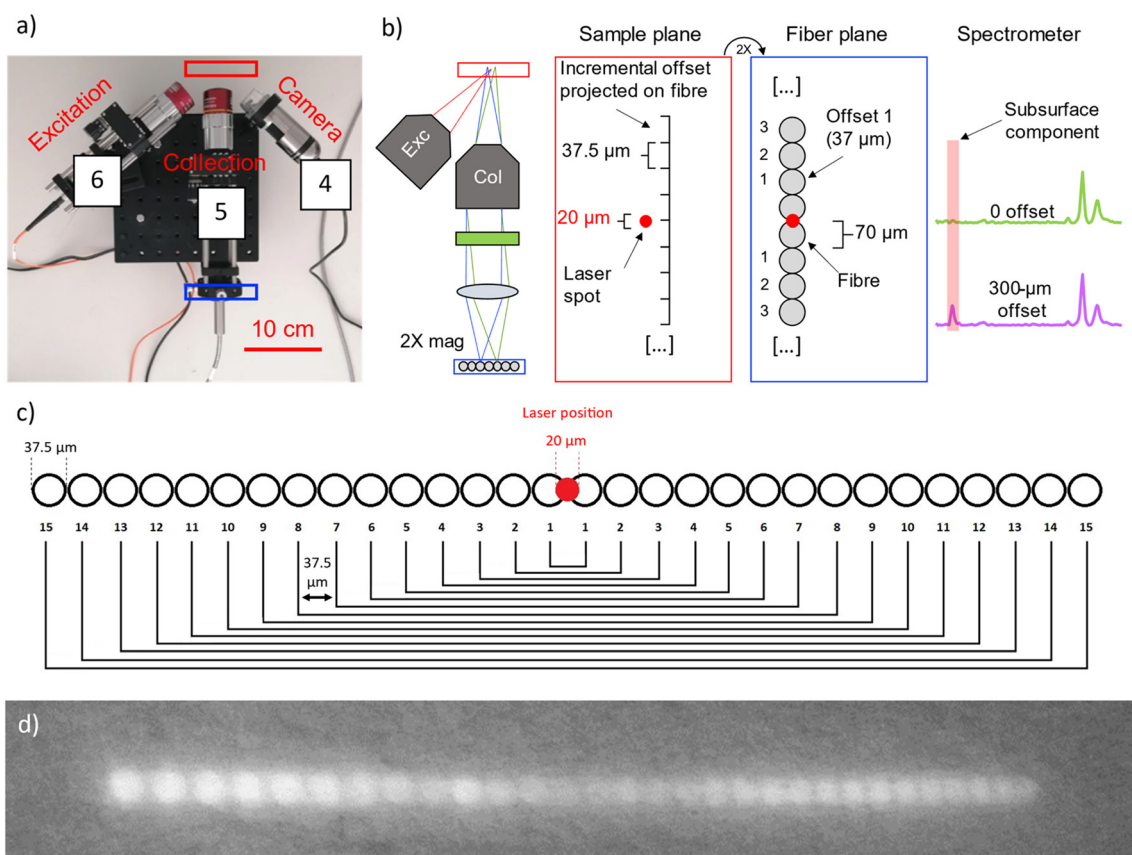 a)
Excitation
Collection
Camera
6
5
4
10 cm
b)
Sample plane
2X
Fiber plane
Spectrometer
Exc
Col
2X mag
Incremental offset
projected on fibre
37.5 µm
20 µm
Laser
spot
[...]
[...]
3
2
1
1
2
3
Offset 1
(37 µm)
70 µm
Fibre
[...]
Subsurface
component
0 offset
300-µm
offset
c)
Laser position
37.5 µm
20 µm
15 14 13 12 11 10 9 8 7 6 5 4 3 2 1 1 2 3 4 5 6 7 8 9 10 11 12 13 14 15
37.5
µm
d)